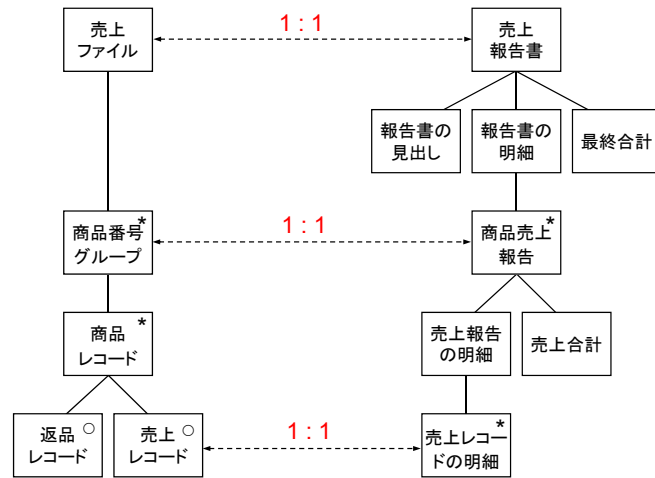 売上
ファイル
1 : 1
売上
報告書
報告書の
見出し
報告書の
明細
最終合計
商品番号*
グループ
1 : 1
商品売上*
報告
商品*
レコード
売上報告
の明細
売上合計
返品○
レコード
売上○
レコード
1 : 1
売上レコー*
ドの明細